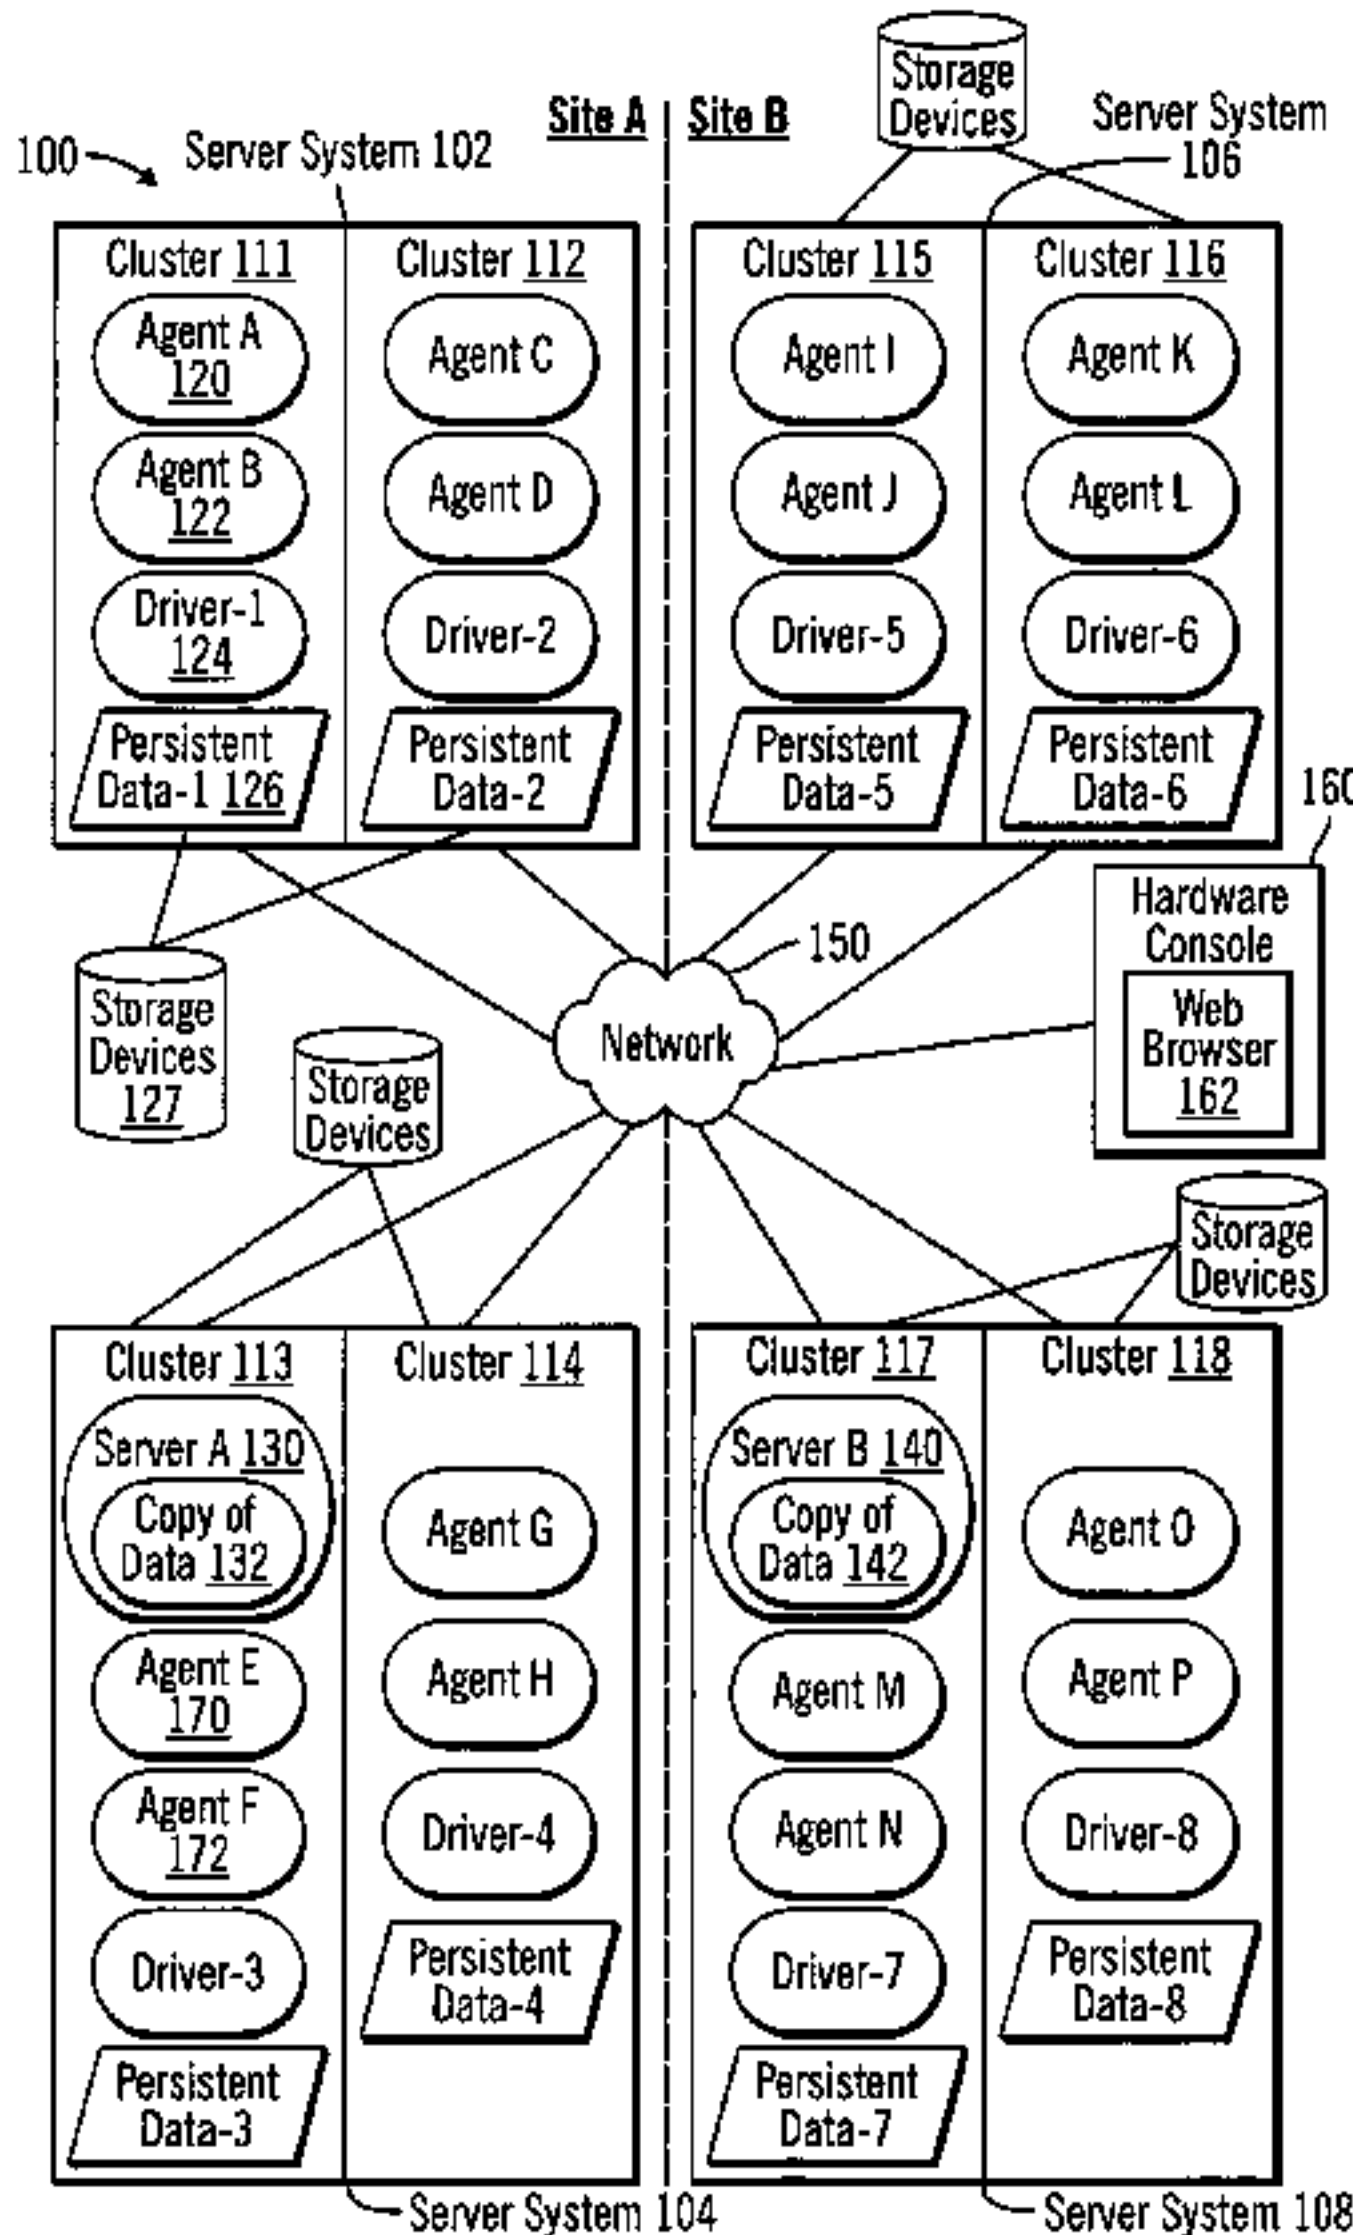 Storage
Devices
Site A
Site B
Server System
106
100
Server System 102
Cluster 111
Agent A
120
Agent B
122
Driver-1
124
Persistent
Data-1 126
Cluster 112
Agent C
Agent D
Driver-2
Persistent
Data-2
Cluster 115
Agent I
Agent J
Driver-5
Persistent
Data-5
Cluster 116
Agent K
Agent L
Driver-6
Persistent
Data-6
160
Hardware
Console
Web
Browser
162
150
Network
Storage
Devices
127
Storage
Devices
Storage
Devices
Cluster 113
Server A 130
Copy of
Data 132
Agent E
170
Agent F
172
Driver-3
Persistent
Data-3
Cluster 114
Agent G
Agent H
Driver-4
Persistent
Data-4
Cluster 117
Server B 140
Copy of
Data 142
Agent M
Agent N
Driver-7
Persistent
Data-7
Cluster 118
Agent O
Agent P
Driver-8
Persistent
Data-8
Server System 104
Server System 108